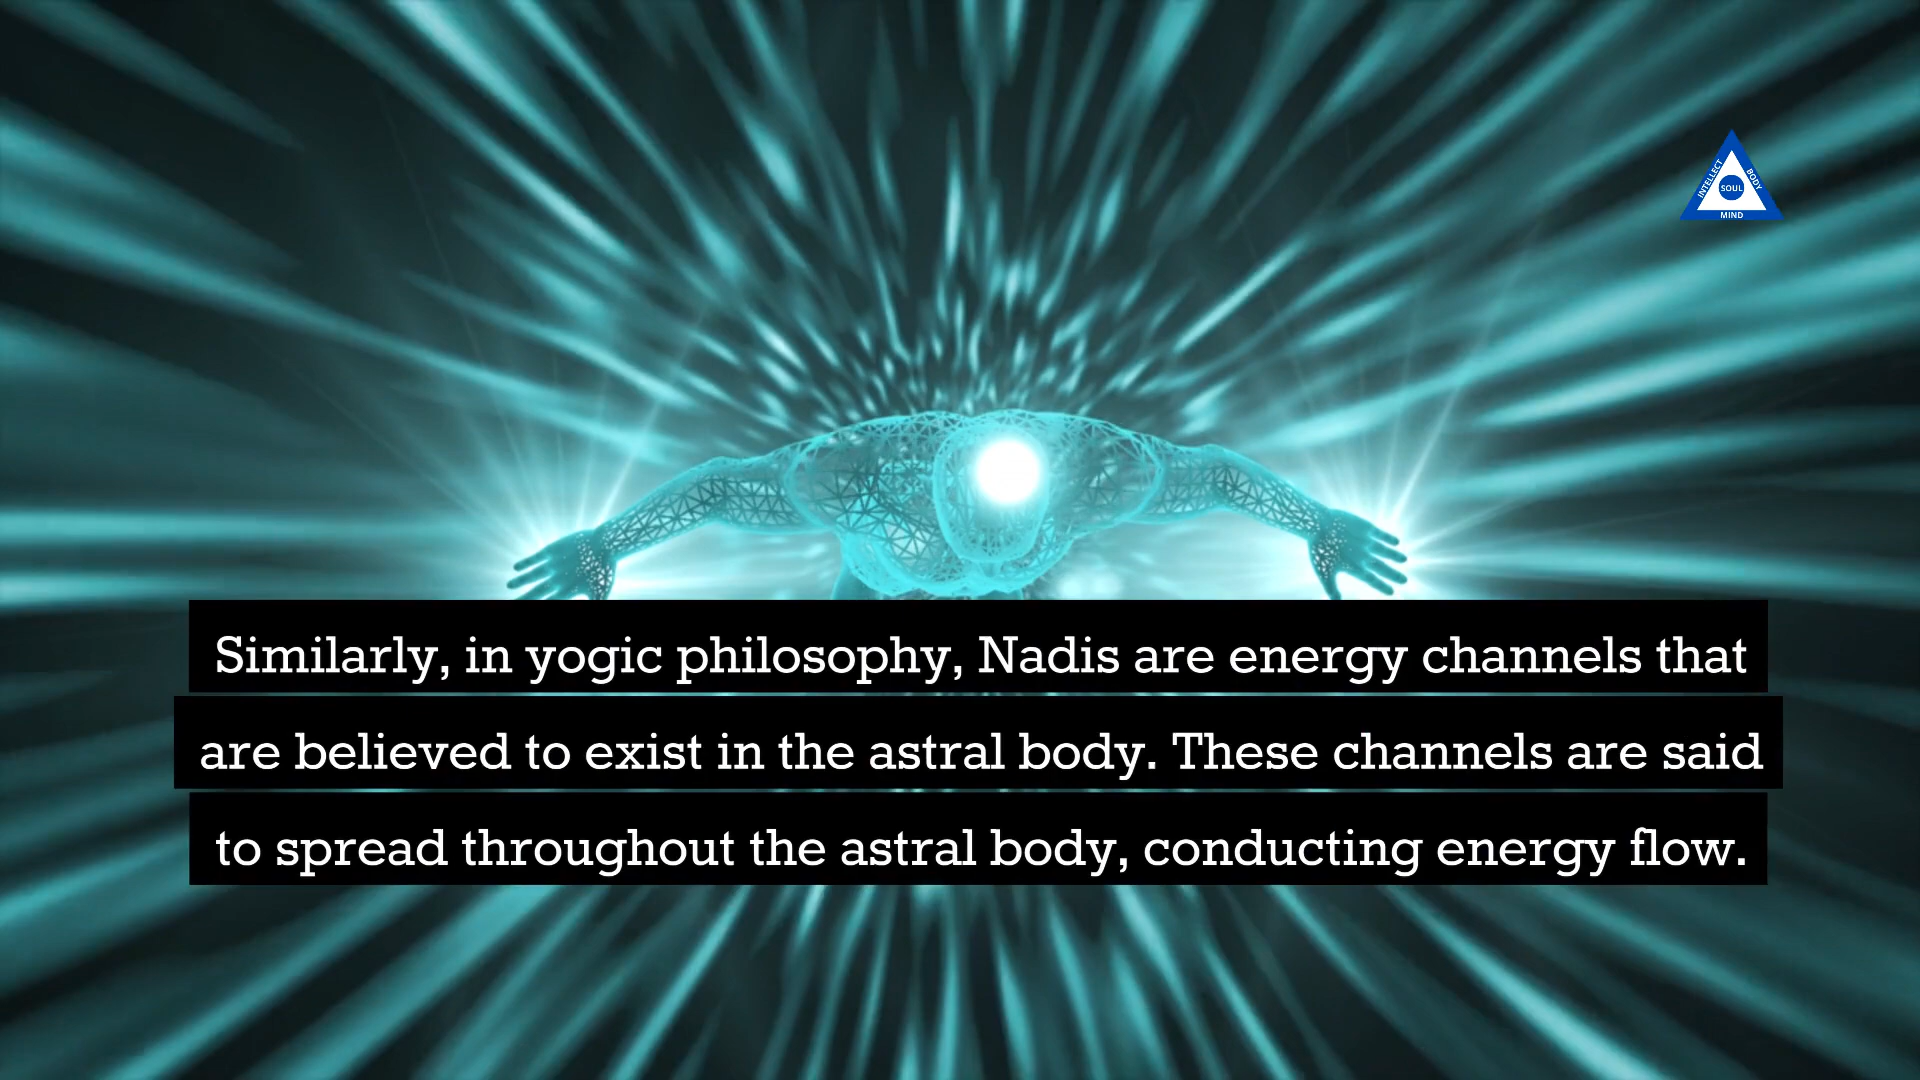 INTELLECT
BODY
SOUL
MIND
Similarly, in yogic philosophy, Nadis are energy channels that
are believed to exist in the astral body. These channels are said
to spread throughout the astral body, conducting energy flow.